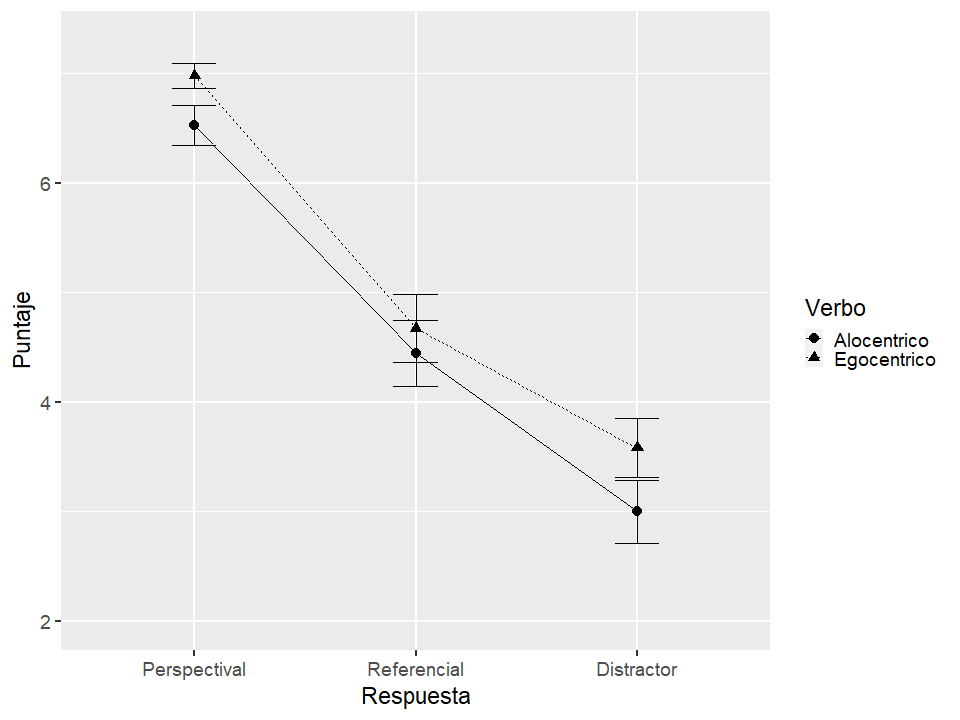 Puntaje
6
4
2
Perspectival
Referencial
Distractor
Respuesta
Verbo
Alocentrico
Egocentrico